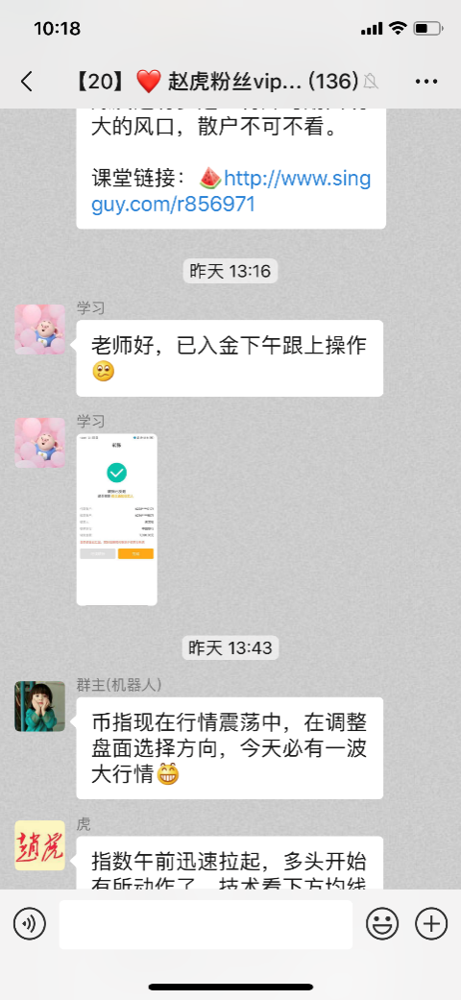 10:18
【20】❤️ 赵虎粉丝vip... (136)
大的风口，散户不可不看。
课堂链接：🍉http://www.sing
guy.com/r856971
昨天 13:16
学习
老师好，已入金下午跟上操作
学习
昨天 13:43
群主(机器人)
币指现在行情震荡中，在调整
盘面选择方向，今天必有一波
大行情😁
虎
趙虎
指数午前迅速拉起，多头开始
有所动作了，技术看下方均线